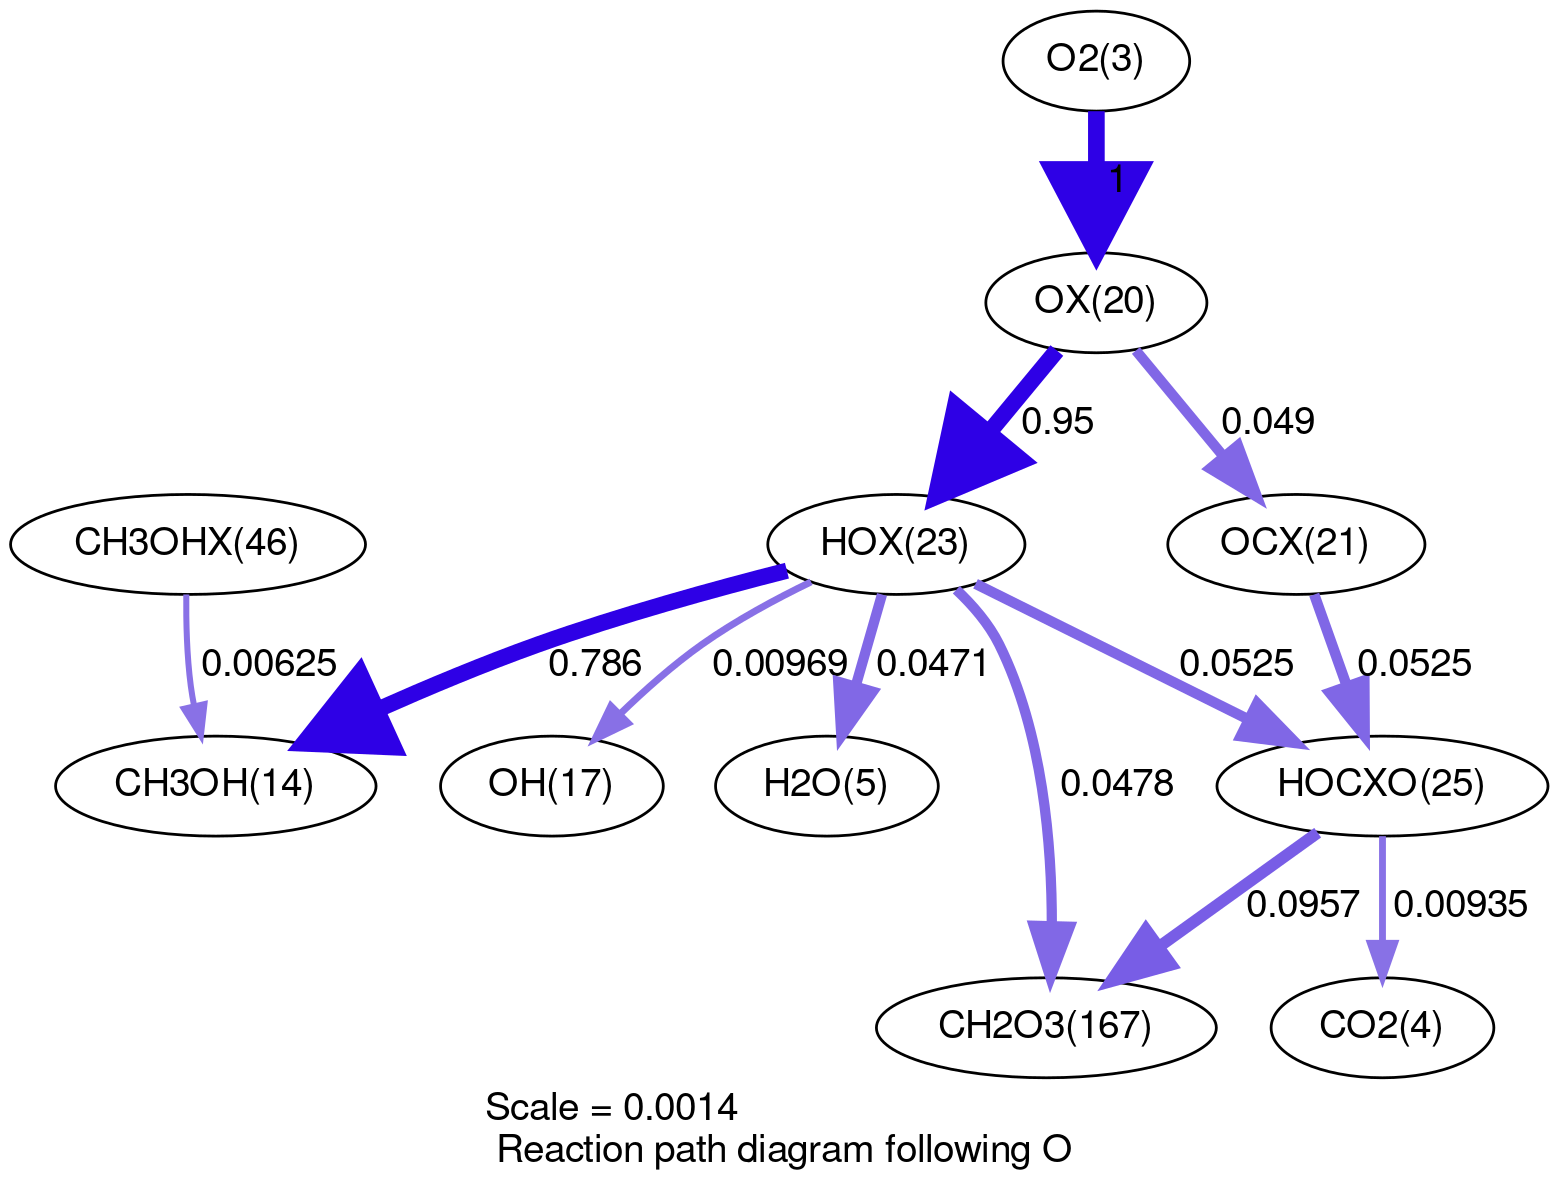 O2(3)
1
OX(20)
0.95
0.049
CH3OHX(46)
HOX(23)
OCX(21)
0.00625
0.786
0.00969
0.0471
0.0525
0.0525
CH3OH(14)
OH(17)
H2O(5)
0.0478
HOCXO(25)
0.0957
0.00935
CH2O3(167)
CO2(4)
Scale = 0.0014
Reaction path diagram following O